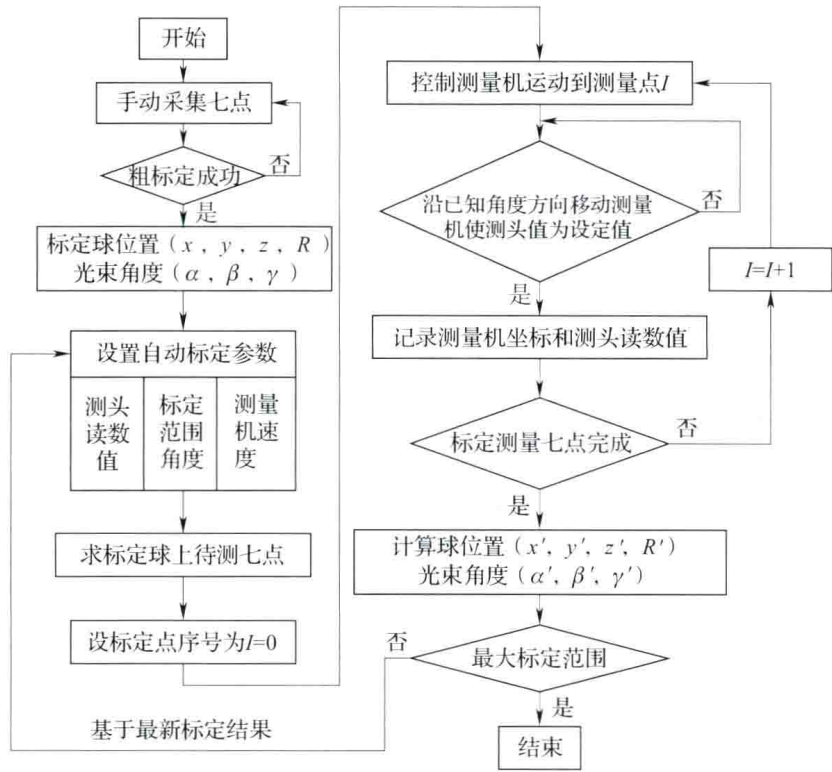 开始
手动采集七点
粗标定成功
否
是
标定球位置(x, y, z, R)
光束角度(α, β, γ)
设置自动标定参数
测头
读数
值
标定
范围
角度
测量
机速
度
求标定球上待测七点
设标定点序号为I=0
基于最新标定结果
控制测量机运动到测量点I
沿已知角度方向移动测量
机使测头值为设定值
否
是
I=I+1
记录测量机坐标和测头读数值
标定测量七点完成
否
是
计算球位置(x′, y′, z′, R′)
光束角度(α′, β′, γ′)
最大标定范围
否
是
结束